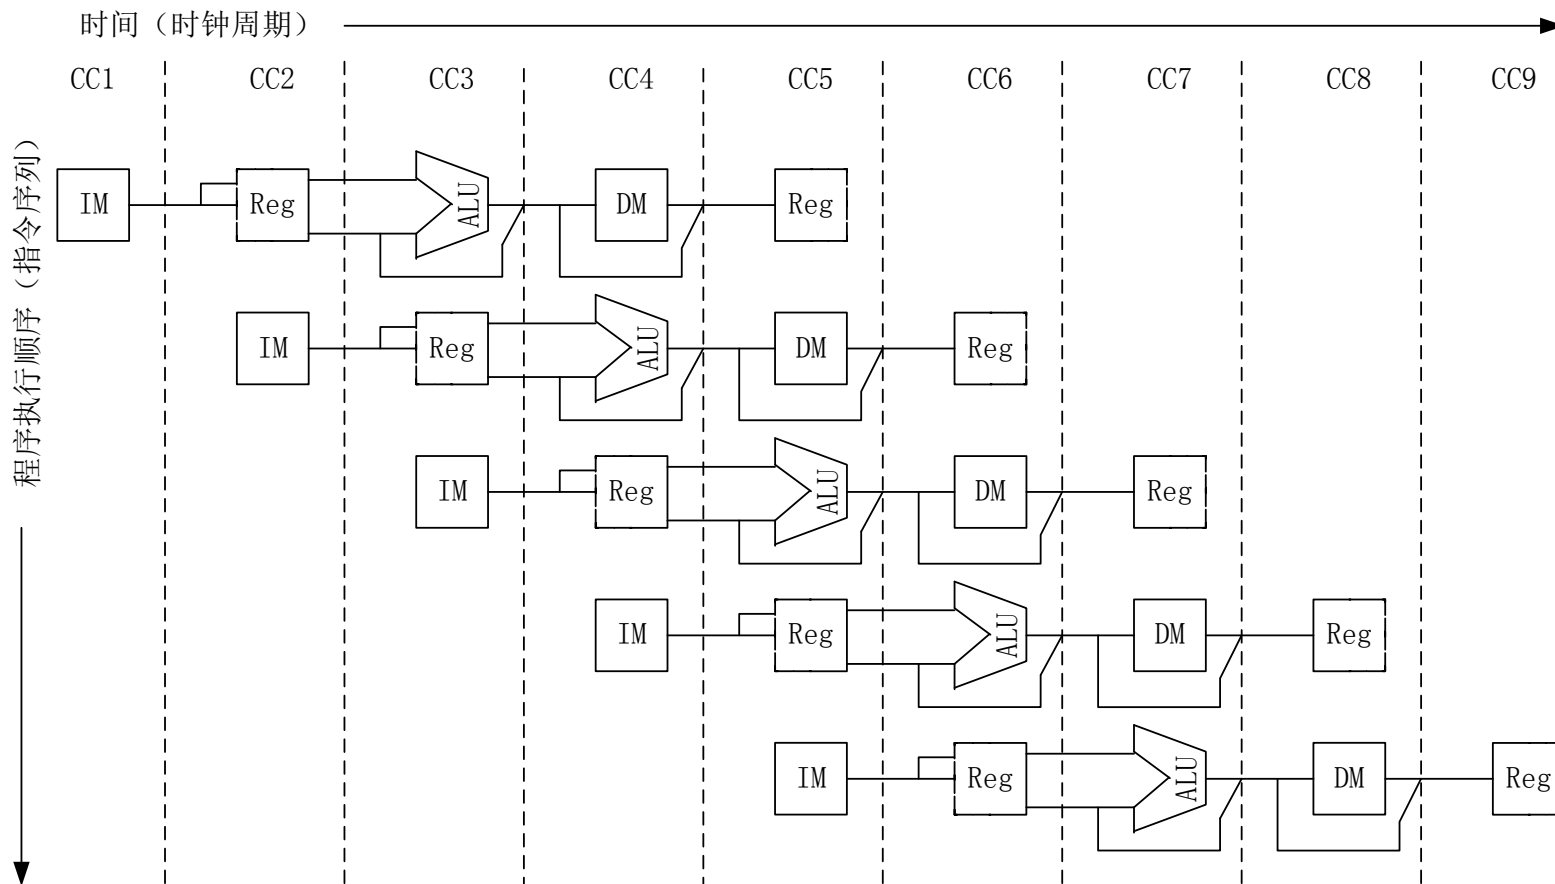 时间（时钟周期）
CC1 CC2 CC3 CC4 CC5 CC6 CC7 CC8 CC9
程序执行顺序（指令序列）
IM Reg ALU DM Reg
IM Reg ALU DM Reg
IM Reg ALU DM Reg
IM Reg ALU DM Reg
IM Reg ALU DM Reg